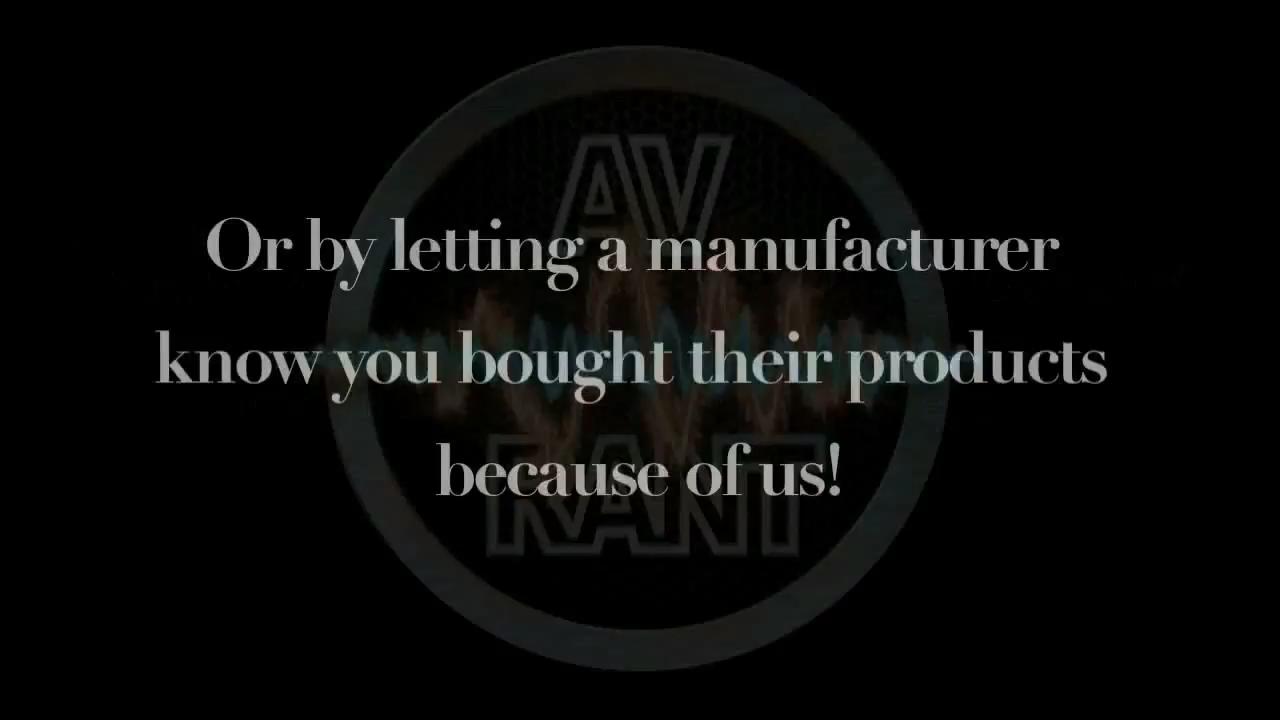 AV
Or by letting a manufacturer
know you bought their products
because of us!
RANT